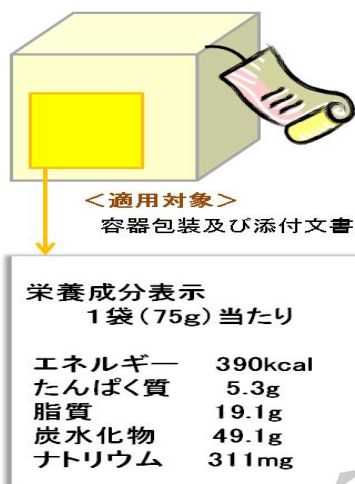 ＜適用対象＞
容器包装及び添付文書
栄養成分表示
1袋(75g)当たり
エネルギー 390kcal
たんぱく質 5.3g
脂質 19.1g
炭水化物 49.1g
ナトリウム 311mg